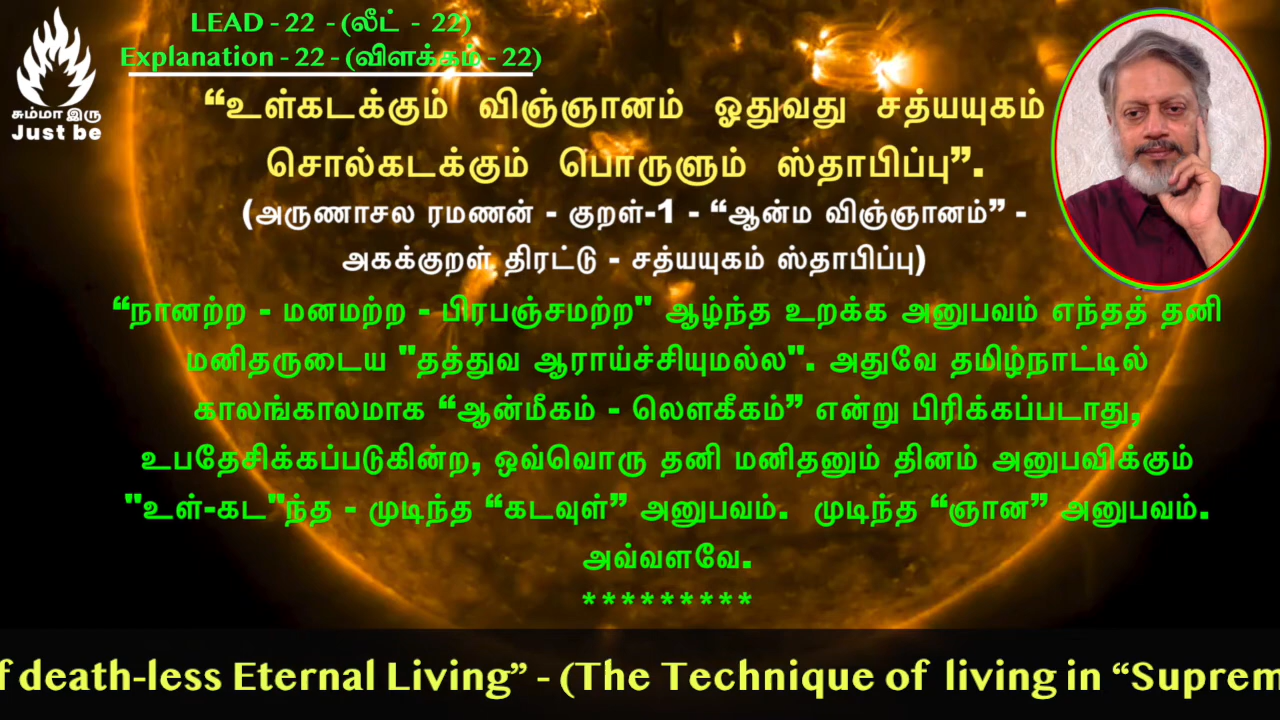 LEAD - 22 - (லீட் - 22)
Explanation - 22 - (விளக்கம் - 22)
சும்மா இரு
Just be
“உள்கடக்கும் விஞ்ஞானம் ஓதுவது சத்யயுகம்
சொல்கடக்கும் பொருளும் ஸ்தாபிப்பு”.
(அருணாசல ரமணன் - குறள்-1 - “ஆன்ம விஞ்ஞானம்” -
அகக்குறள் திரட்டு - சத்யயுகம் ஸ்தாபிப்பு)
“நானற்ற - மனமற்ற - பிரபஞ்சமற்ற" ஆழ்ந்த உறக்க அனுபவம் எந்தத் தனி
மனிதருடைய "தத்துவ ஆராய்ச்சியுமல்ல". அதுவே தமிழ்நாட்டில்
காலங்காலமாக “ஆன்மீகம் - லௌகீகம்” என்று பிரிக்கப்படாது,
உபதேசிக்கப்படுகின்ற, ஒவ்வொரு தனி மனிதனும் தினம் அனுபவிக்கும்
"உள்-கட"ந்த - முடிந்த “கடவுள்” அனுபவம். முடிந்த “ஞான” அனுபவம்.
அவ்வளவே.
*********
f death-less Eternal Living” - (The Technique of living in “Suprem